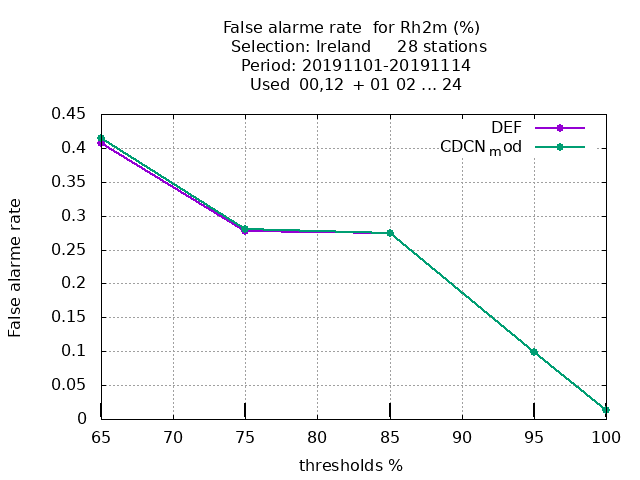 False alarme rate  for Rh2m (%)
Selection: Ireland     28 stations
Period: 20191101-20191114
Used  00,12  + 01 02 ... 24
DEF
CDCN_mod
False alarme rate
0.45
0.4
0.35
0.3
0.25
0.2
0.15
0.1
0.05
0
65 70 75 80 85 90 95 100
thresholds %